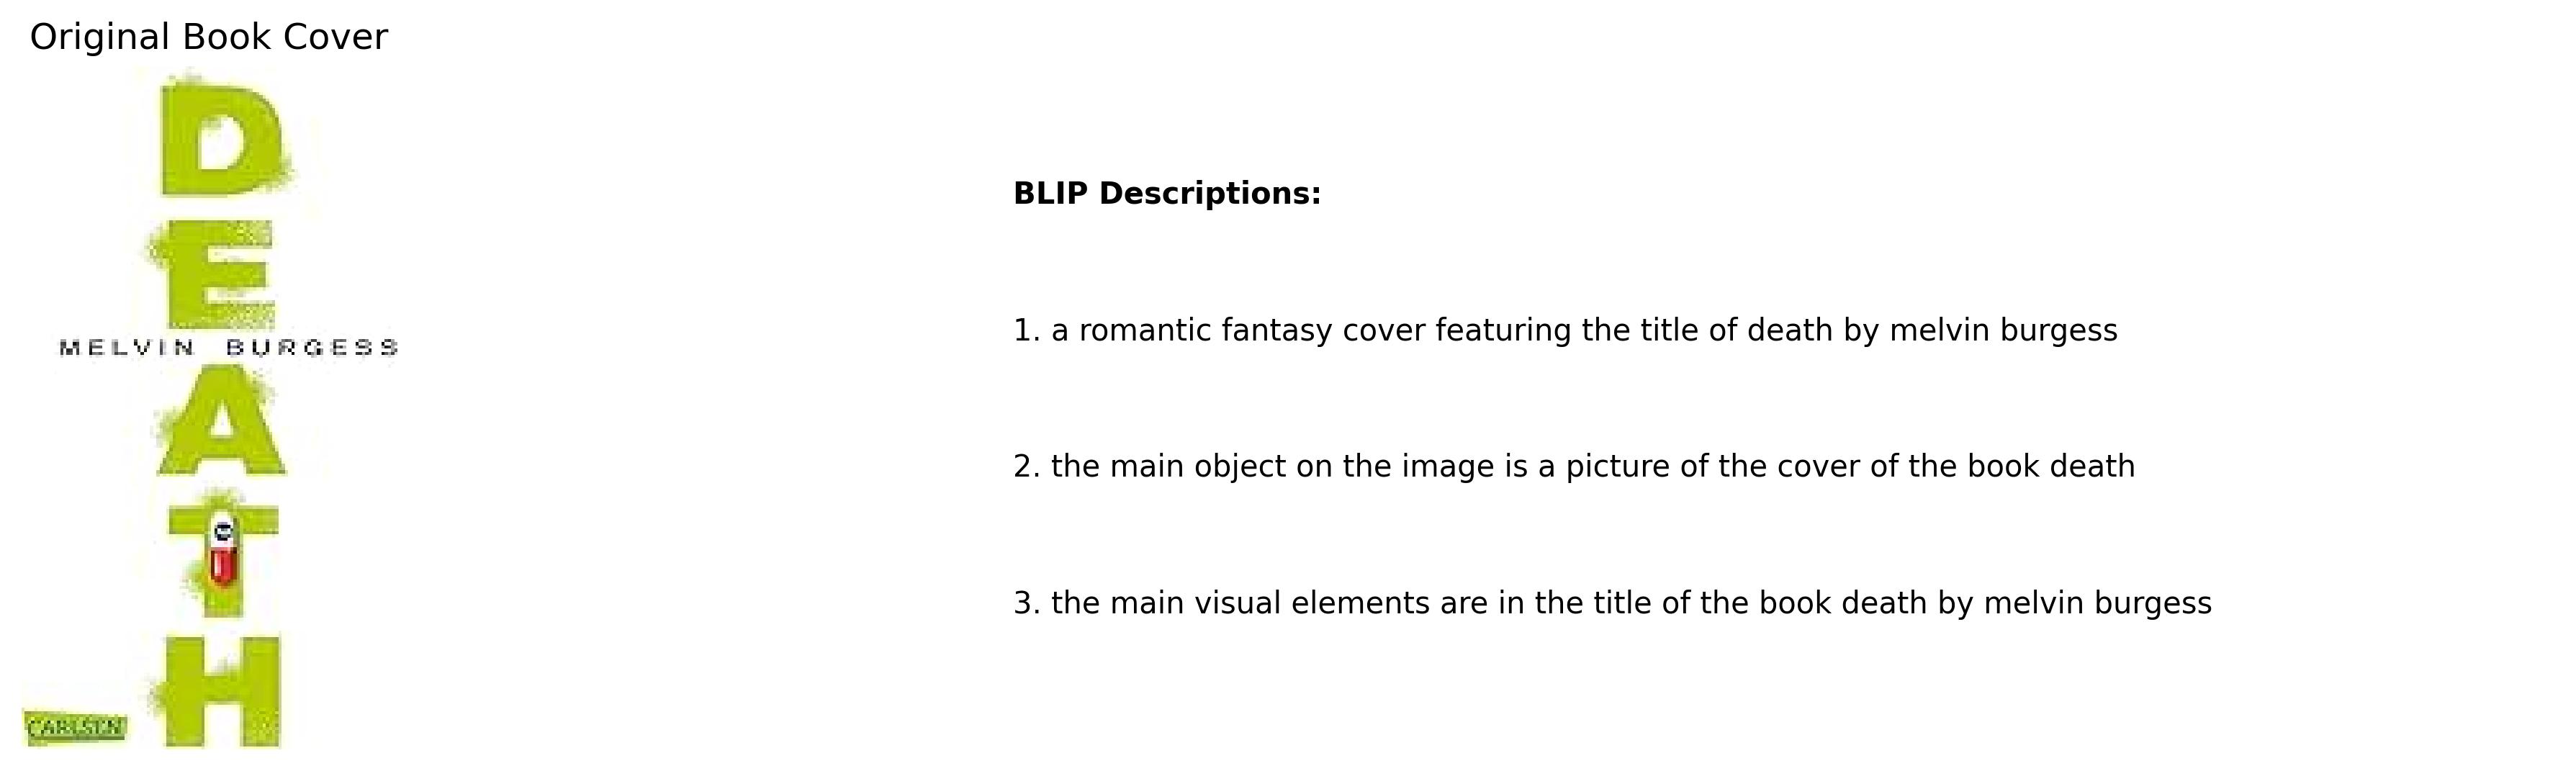 Original Book Cover
D
E
MELVIN BURGESS
A
T
H
CARLSEN
BLIP Descriptions:
1. a romantic fantasy cover featuring the title of death by melvin burgess
2. the main object on the image is a picture of the cover of the book death
3. the main visual elements are in the title of the book death by melvin burgess